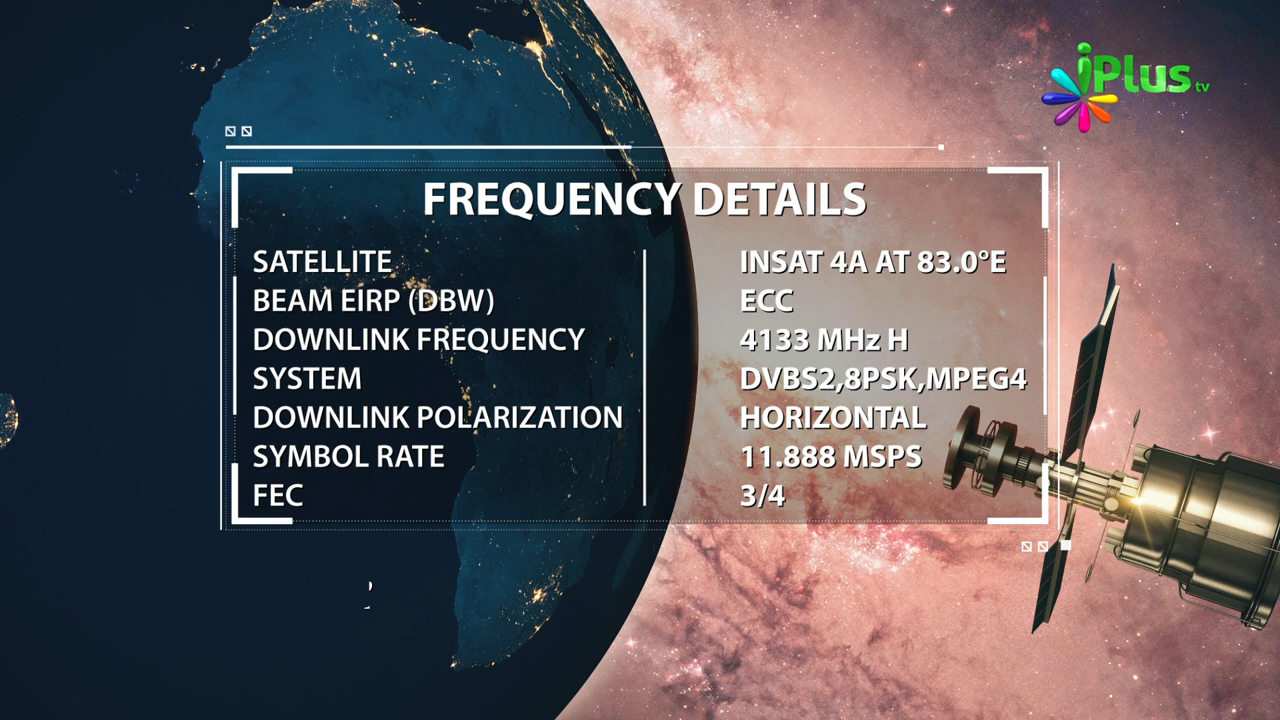 iPlus tv
FREQUENCY DETAILS
SATELLITE INSAT 4A AT 83.0°E
BEAM EIRP (DBW) ECC
DOWNLINK FREQUENCY 4133 MHz H
SYSTEM DVBS2,8PSK,MPEG4
DOWNLINK POLARIZATION HORIZONTAL
SYMBOL RATE 11.888 MSPS
FEC 3/4